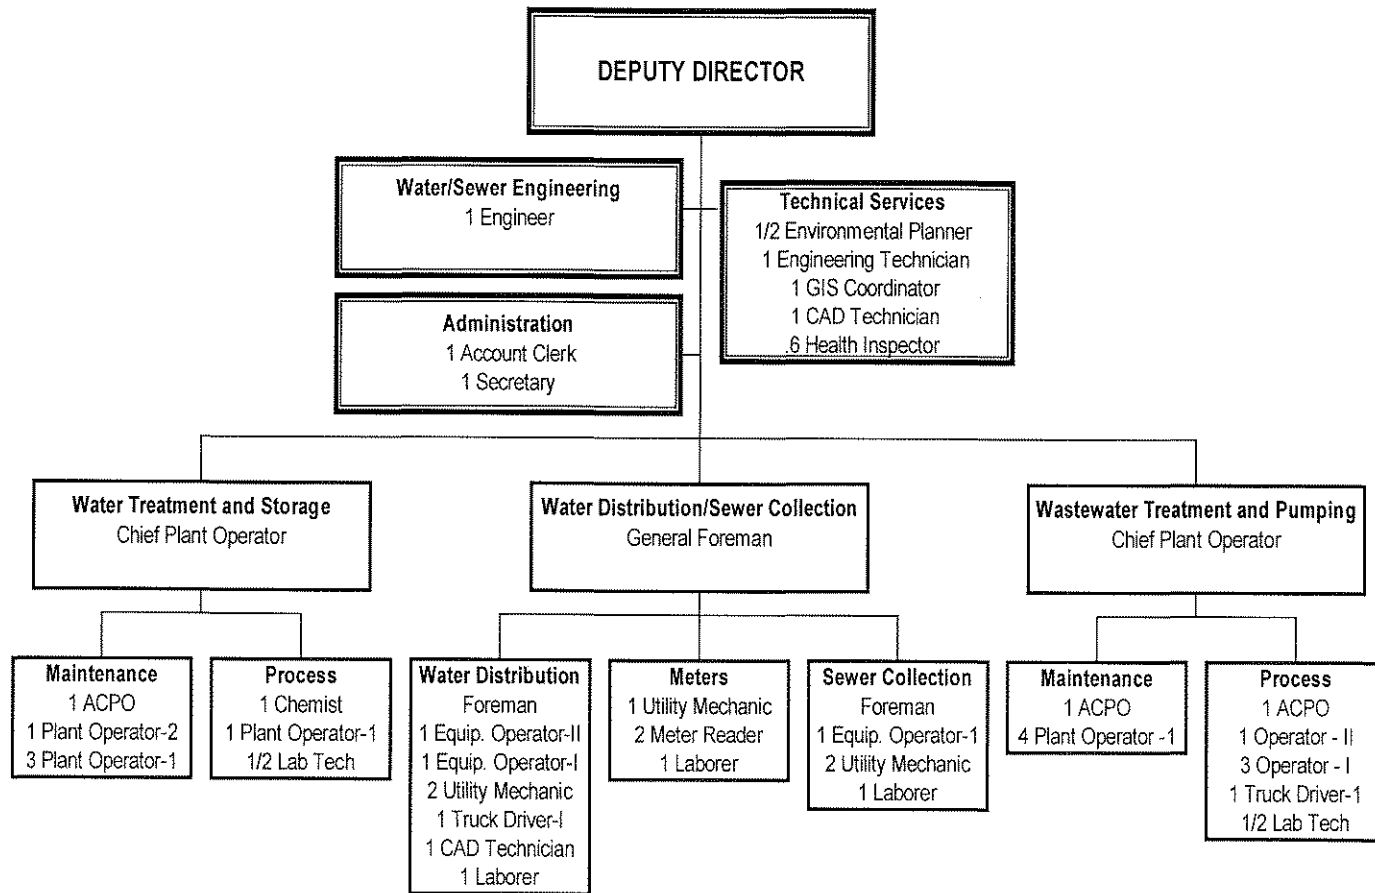 DEPUTY DIRECTOR
Water/Sewer Engineering
1 Engineer
Technical Services
1/2 Environmental Planner
1 Engineering Technician
1 GIS Coordinator
1 CAD Technician
.6 Health Inspector
Administration
1 Account Clerk
1 Secretary
Water Treatment and Storage
Chief Plant Operator
Water Distribution/Sewer Collection
General Foreman
Wastewater Treatment and Pumping
Chief Plant Operator
Maintenance
1 ACPO
1 Plant Operator-2
3 Plant Operator-1
Process
1 Chemist
1 Plant Operator-1
1/2 Lab Tech
Water Distribution
Foreman
1 Equip. Operator-II
1 Equip. Operator-I
2 Utility Mechanic
1 Truck Driver-I
1 CAD Technician
1 Laborer
Meters
1 Utility Mechanic
2 Meter Reader
1 Laborer
Sewer Collection
Foreman
1 Equip. Operator-1
2 Utility Mechanic
1 Laborer
Maintenance
1 ACPO
4 Plant Operator -1
Process
1 ACPO
1 Operator - II
3 Operator - I
1 Truck Driver-1
1/2 Lab Tech